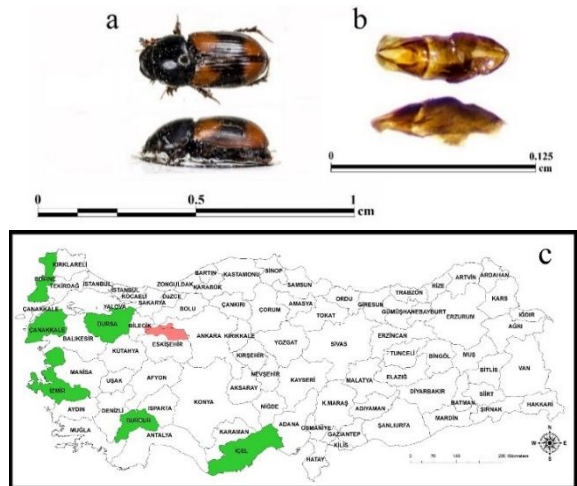 a
b
0
0.5
1
cm
0
0.125
cm
c
KIRKLARELİ
EDİRNE
TEKİRDAĞ
İSTANBUL
İSTANBUL
KOCAELİ
YALOVA
SAKARYA
DÜZCE
ZONGULDAK
BARTIN
KARABÜK
KASTAMONU
SİNOP
SAMSUN
BOLU
ÇANKIRI
ÇORUM
AMASYA
ORDU
GİRESUN
TRABZON
RİZE
ARTVİN
ARDAHAN
KARS
IĞDIR
AĞRI
ÇANAKKALE
ÇANAKKALE
BURSA
BİLECİK
BALIKESİR
ESKİŞEHİR
KÜTAHYA
ANKARA
KIRIKKALE
YOZGAT
TOKAT
SİVAS
GÜMÜŞHANE
BAYBURT
ERZURUM
ERZİNCAN
TUNCELİ
BİNGÖL
MUŞ
KIRŞEHİR
NEVŞEHİR
KAYSERİ
MALATYA
ELAZIĞ
DİYARBAKIR
BİTLİS
VAN
SİİRT
BATMAN
ŞIRNAK
HAKKARİ
MARDİN
MANİSA
UŞAK
AFYON
İZMİR
AYDIN
DENİZLİ
ISPARTA
BURDUR
MUĞLA
ANTALYA
KONYA
AKSARAY
NİĞDE
KARAMAN
İÇEL
ADANA
OSMANİYE
K.MARAŞ
ADIYAMAN
GAZİANTEP
KİLİS
ŞANLIURFA
HATAY
N
W
E
S
200 Kilometers